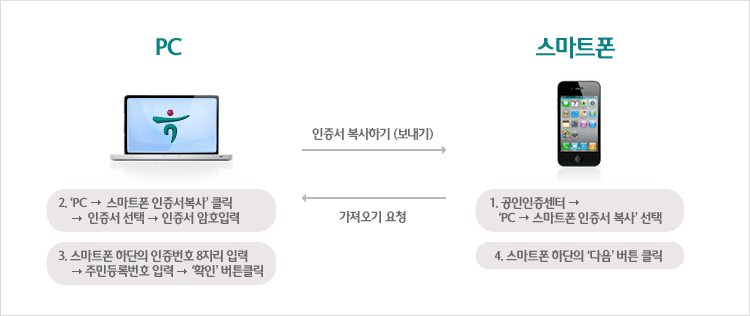 PC
스마트폰
인증서 복사하기 (보내기)
가져오기 요청
2. ‘PC → 스마트폰 인증서복사’ 클릭
→ 인증서 선택 → 인증서 암호입력
3. 스마트폰 하단의 인증번호 8자리 입력
→ 주민등록번호 입력 → ‘확인’ 버튼클릭
1. 공인인증센터 →
‘PC → 스마트폰 인증서 복사’ 선택
4. 스마트폰 하단의 ‘다음’ 버튼 클릭